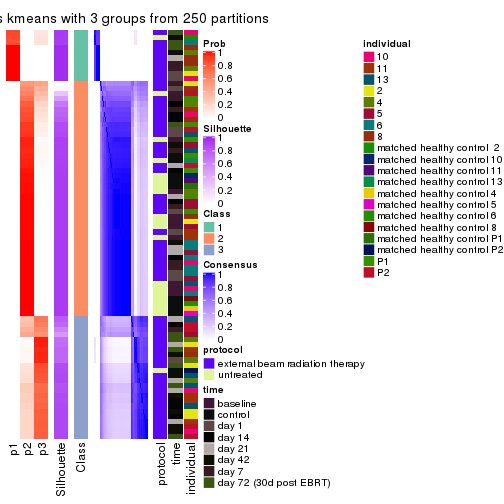 s kmeans with 3 groups from 250 partitions
Prob
1
0.8
0.6
0.4
0.2
0
Silhouette
1
0.8
0.6
0.4
0.2
0
Class
1
2
3
Consensus
1
0.8
0.6
0.4
0.2
0
protocol
external beam radiation therapy
untreated
time
baseline
control
day 1
day 14
day 21
day 42
day 7
day 72 (30d post EBRT)
individual
10
11
13
2
4
5
6
8
matched healthy control 2
matched healthy control 10
matched healthy control 11
matched healthy control 13
matched healthy control 4
matched healthy control 5
matched healthy control 6
matched healthy control 8
matched healthy control P1
matched healthy control P2
P1
P2
p1
p2
p3
Silhouette
Class
protocol
time
individual